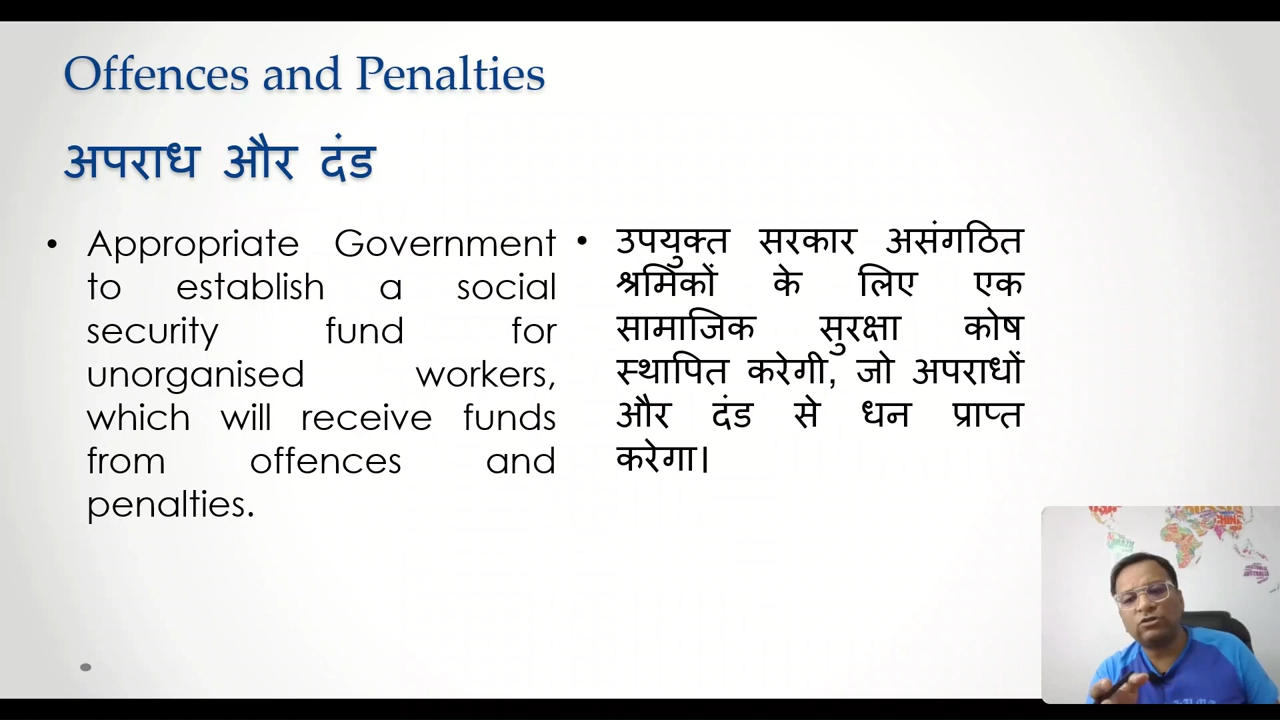 Offences and Penalties
अपराध और दंड
• Appropriate Government
to establish a social
security fund for
unorganised workers,
which will receive funds
from offences and
penalties.
• उपयुक्त सरकार असंगठित
श्रमिकों के लिए एक
सामाजिक सुरक्षा कोष
स्थापित करेगी, जो अपराधों
और दंड से धन प्राप्त
करेगा।